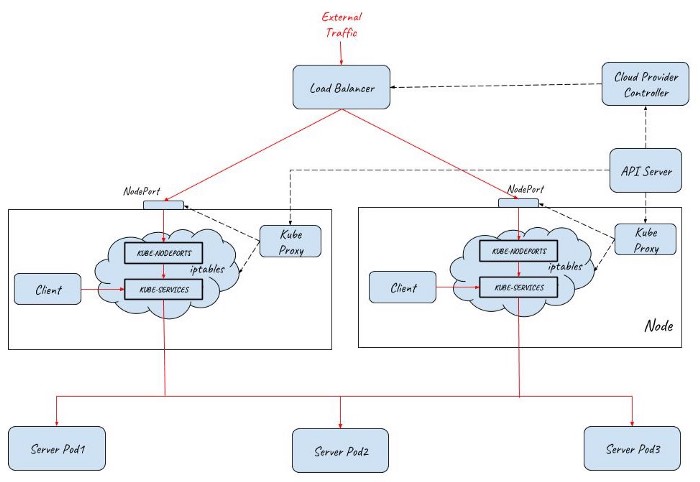 External
Traffic
Load Balancer
Cloud Provider
Controller
API Server
NodePort
NodePort
Kube
Proxy
Kube
Proxy
KUBE-NODEPORTS
iptables
KUBE-SERVICES
Client
KUBE-NODEPORTS
iptables
KUBE-SERVICES
Client
Node
Server Pod1
Server Pod2
Server Pod3